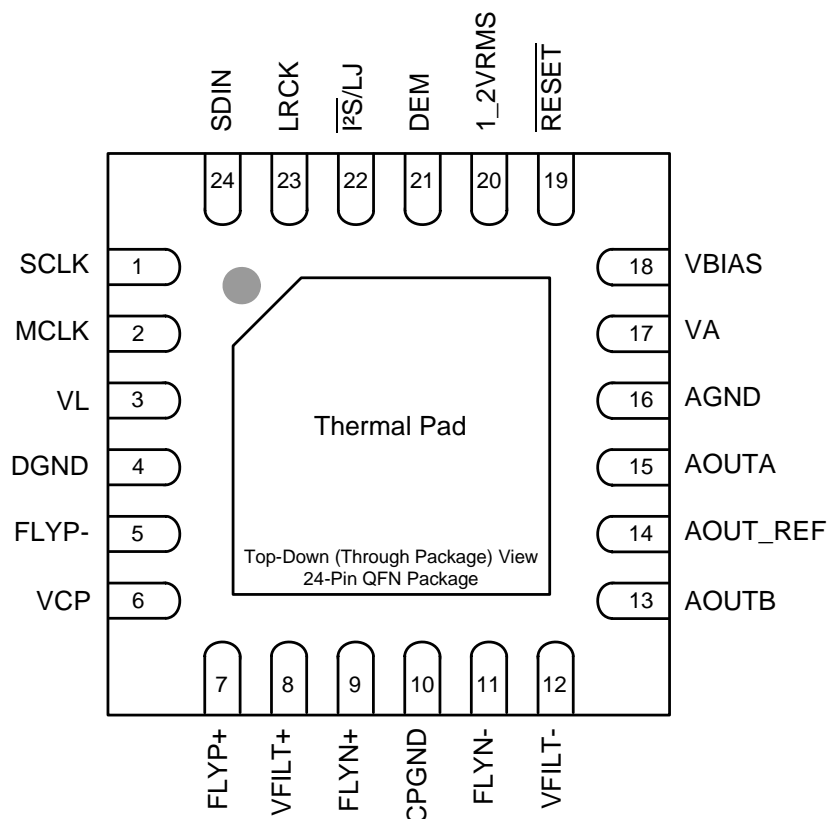 SDIN
LRCK
I²S/LJ
DEM
1_2VRMS
RESET
24 23 22 21 20 19
SCLK 1
MCLK 2
VL 3
DGND 4
FLYP- 5
VCP 6
18 VBIAS
17 VA
16 AGND
15 AOUTA
14 AOUT_REF
13 AOUTB
Thermal Pad
Top-Down (Through Package) View
24-Pin QFN Package
7 8 9 10 11 12
FLYP+
VFILT+
FLYN+
CPGND
FLYN-
VFILT-